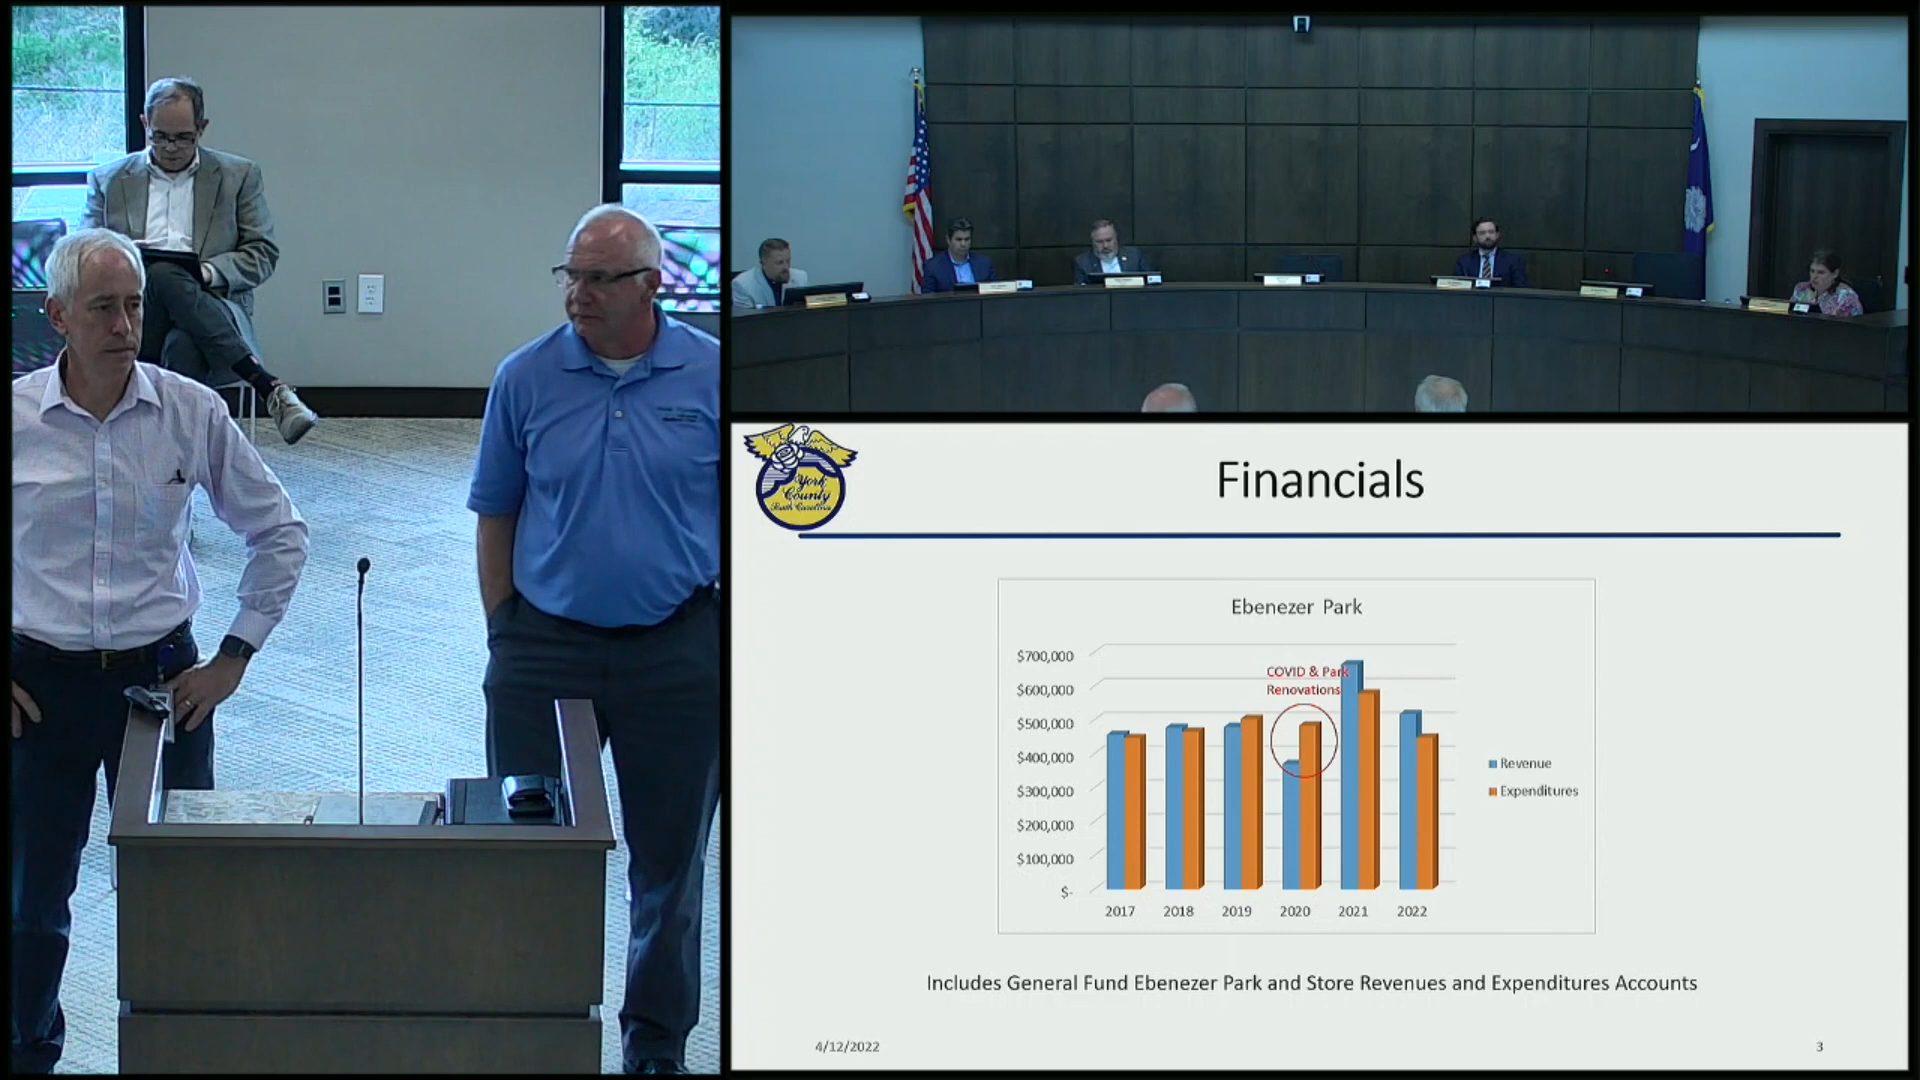 York
County
South Carolina
Financials
Ebenezer Park
$700,000
$600,000
$500,000
$400,000
$300,000
$200,000
$100,000
$-
COVID & Park
Renovations
2017
2018
2019
2020
2021
2022
Revenue
Expenditures
Includes General Fund Ebenezer Park and Store Revenues and Expenditures Accounts
4/12/2022
3